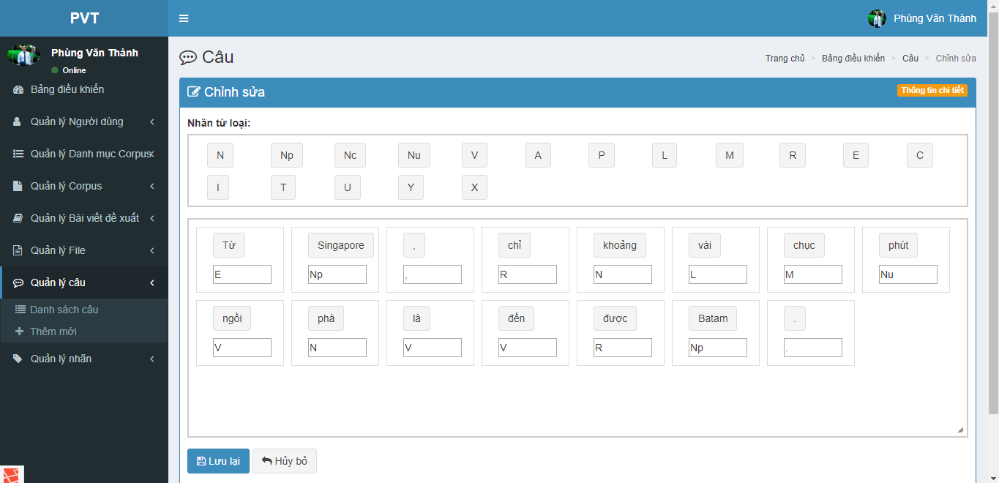 PVT
Phùng Văn Thành
Phùng Văn Thành
Online
Bảng điều khiển
Quản lý Người dùng
Quản lý Danh mục Corpus
Quản lý Corpus
Quản lý Bài viết đề xuất
Quản lý File
Quản lý câu
Danh sách câu
Thêm mới
Quản lý nhãn
Câu
Trang chủ > Bảng điều khiển > Câu > Chỉnh sửa
Chỉnh sửa
Thông tin chi tiết
Nhãn từ loại:
N Np Nc Nu V A P L M R E C
I T U Y X
Từ Singapore , chỉ khoảng vài chục phút
E Np , R N L M Nu
ngồi phà là đến được Batam .
V N V V R Np .
Lưu lại Hủy bỏ